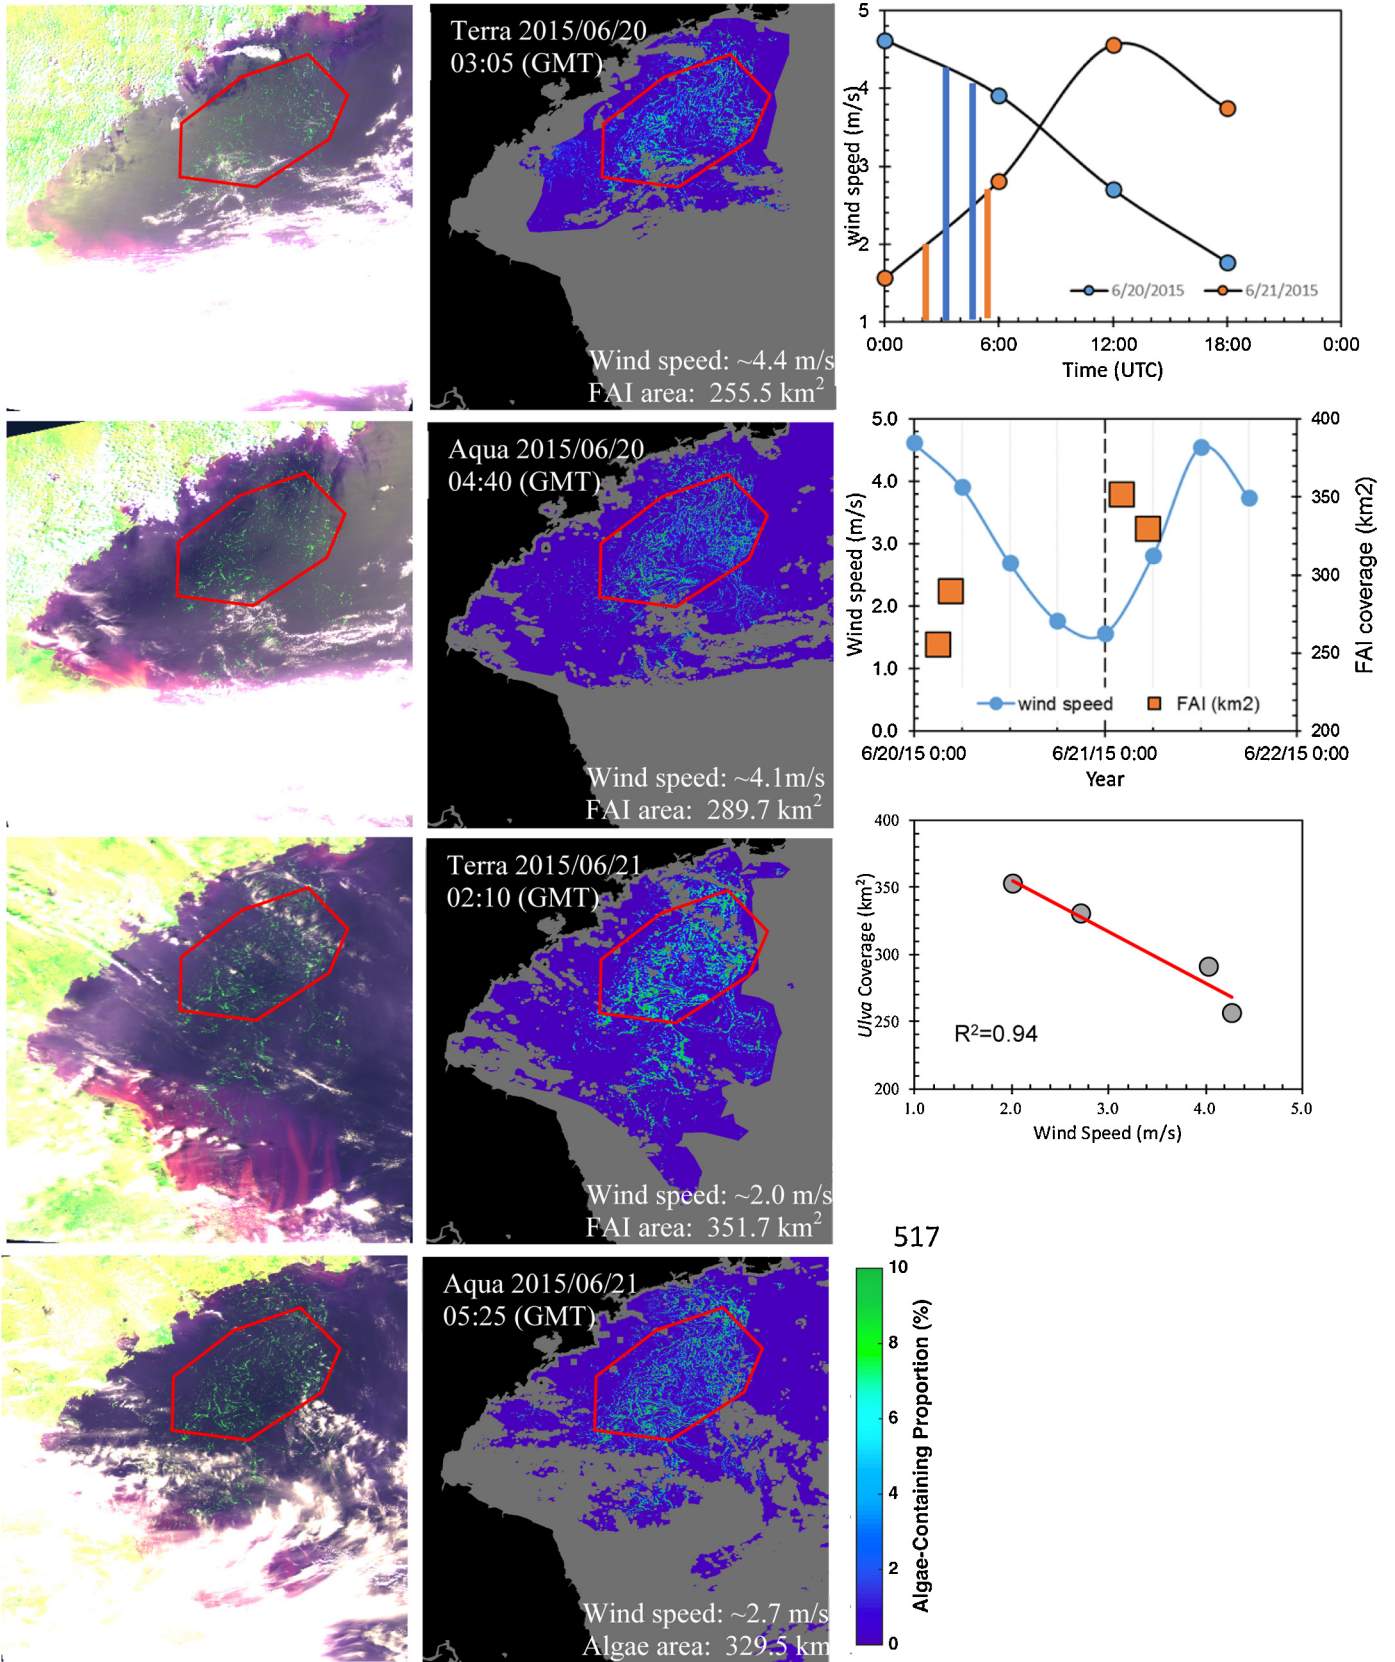 Terra 2015/06/20
03:05 (GMT)
Wind speed: ~4.4 m/s
FAI area: 255.5 km²
5
4
3
2
1
wind speed (m/s)
6/20/2015 6/21/2015
0:00 6:00 12:00 18:00 0:00
Time (UTC)
Aqua 2015/06/20
04:40 (GMT)
Wind speed: ~4.1m/s
FAI area: 289.7 km²
5.0
4.0
3.0
2.0
1.0
0.0
Wind speed (m/s)
400
350
300
250
200
FAI coverage (km2)
wind speed FAI (km2)
6/20/15 0:00 6/21/15 0:00 6/22/15 0:00
Year
Terra 2015/06/21
02:10 (GMT)
Wind speed: ~2.0 m/s
FAI area: 351.7 km²
400
350
300
250
200
Ulva Coverage (km²)
R²=0.94
1.0 2.0 3.0 4.0 5.0
Wind Speed (m/s)
Aqua 2015/06/21
05:25 (GMT)
Wind speed: ~2.7 m/s
Algae area: 329.5 km
517
10
8
6
4
2
0
Algae-Containing Proportion (%)